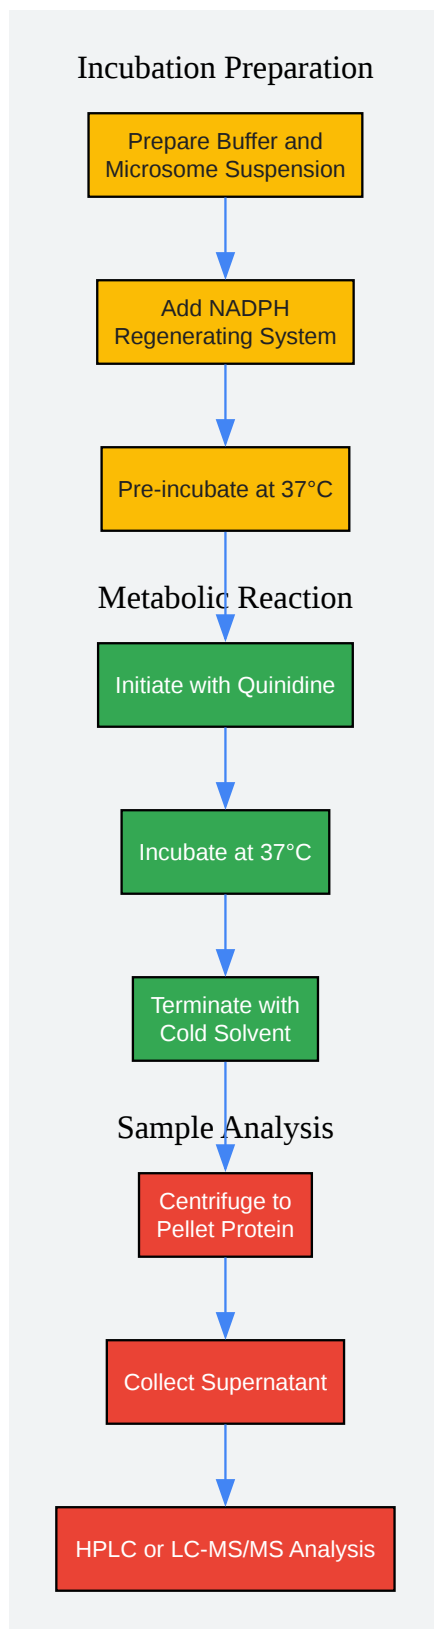 Incubation Preparation
Prepare Buffer and
Microsome Suspension
Add NADPH
Regenerating System
Pre-incubate at 37°C
Metabolic Reaction
Initiate with Quinidine
Incubate at 37°C
Terminate with
Cold Solvent
Sample Analysis
Centrifuge to
Pellet Protein
Collect Supernatant
HPLC or LC-MS/MS Analysis